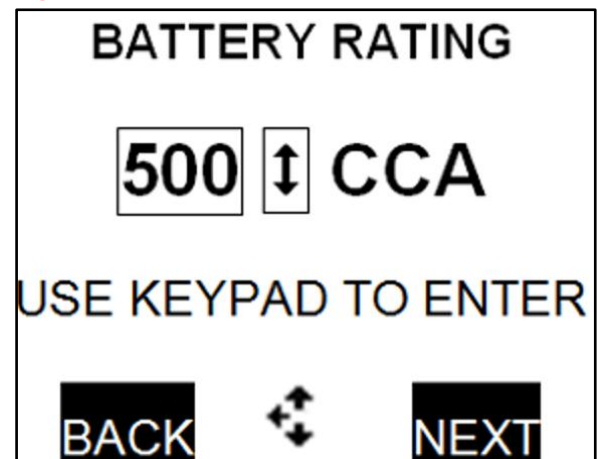 BATTERY RATING
500 CCA
USE KEYPAD TO ENTER
BACK NEXT